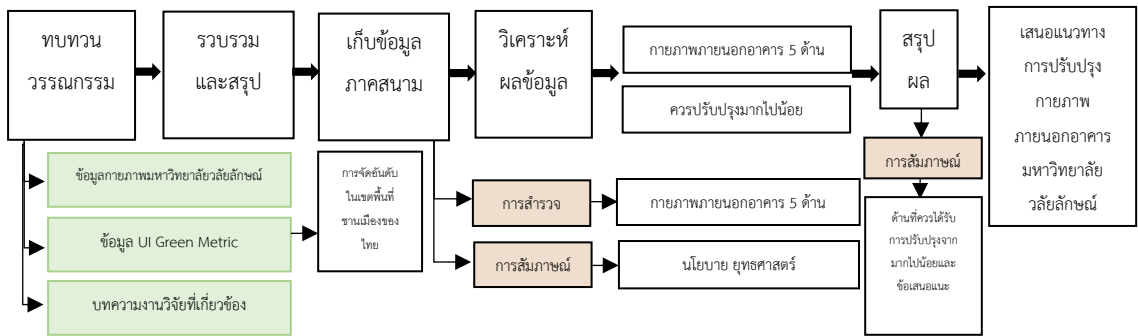 ทบทวน
วรรณกรรม
รวบรวม
และสรุป
เก็บข้อมูล
ภาคสนาม
วิเคราะห์
ผลข้อมูล
กายภาพภายนอกอาคาร 5 ด้าน
ควรปรับปรุงมากไปน้อย
สรุป
ผล
เสนอแนวทาง
การปรับปรุง
กายภาพ
ภายนอกอาคาร
มหาวิทยาลัย
วลัยลักษณ์
ข้อมูลกายภาพมหาวิทยาลัยวลัยลักษณ์
ข้อมูล UI Green Metric
บทความงานวิจัยที่เกี่ยวข้อง
การจัดอันดับ
ในเขตพื้นที่
ชานเมืองของ
ไทย
การสำรวจ
กายภาพภายนอกอาคาร 5 ด้าน
การสัมภาษณ์
นโยบาย ยุทธศาสตร์
การสัมภาษณ์
ด้านที่ควรได้รับ
การปรับปรุงจาก
มากไปน้อยและ
ข้อเสนอแนะ